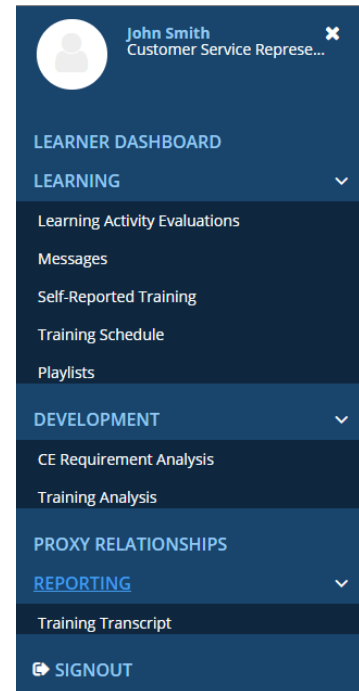 John Smith
Customer Service Represe...
LEARNER DASHBOARD
LEARNING
Learning Activity Evaluations
Messages
Self-Reported Training
Training Schedule
Playlists
DEVELOPMENT
CE Requirement Analysis
Training Analysis
PROXY RELATIONSHIPS
REPORTING
Training Transcript
SIGNOUT